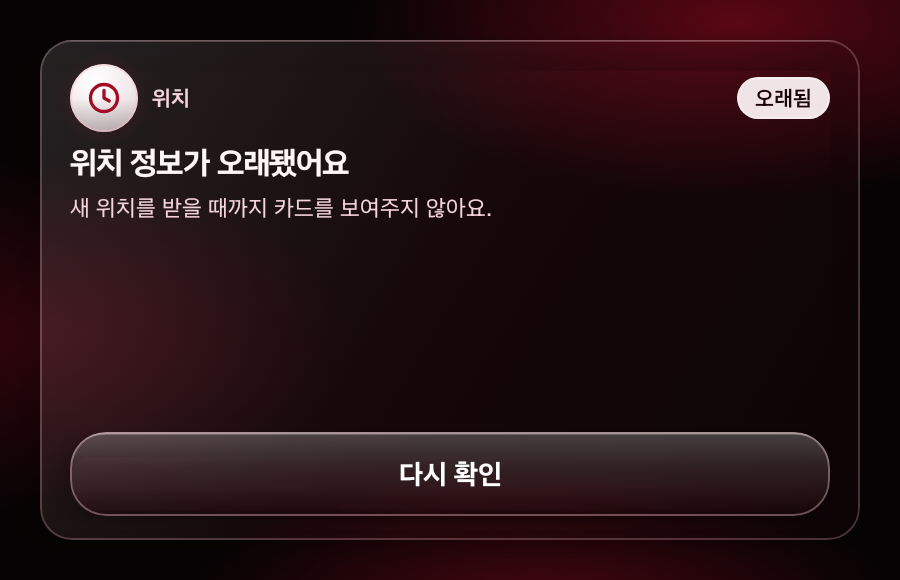 위치
오래됨
위치 정보가 오래됐어요
새 위치를 받을 때까지 카드를 보여주지 않아요.
다시 확인